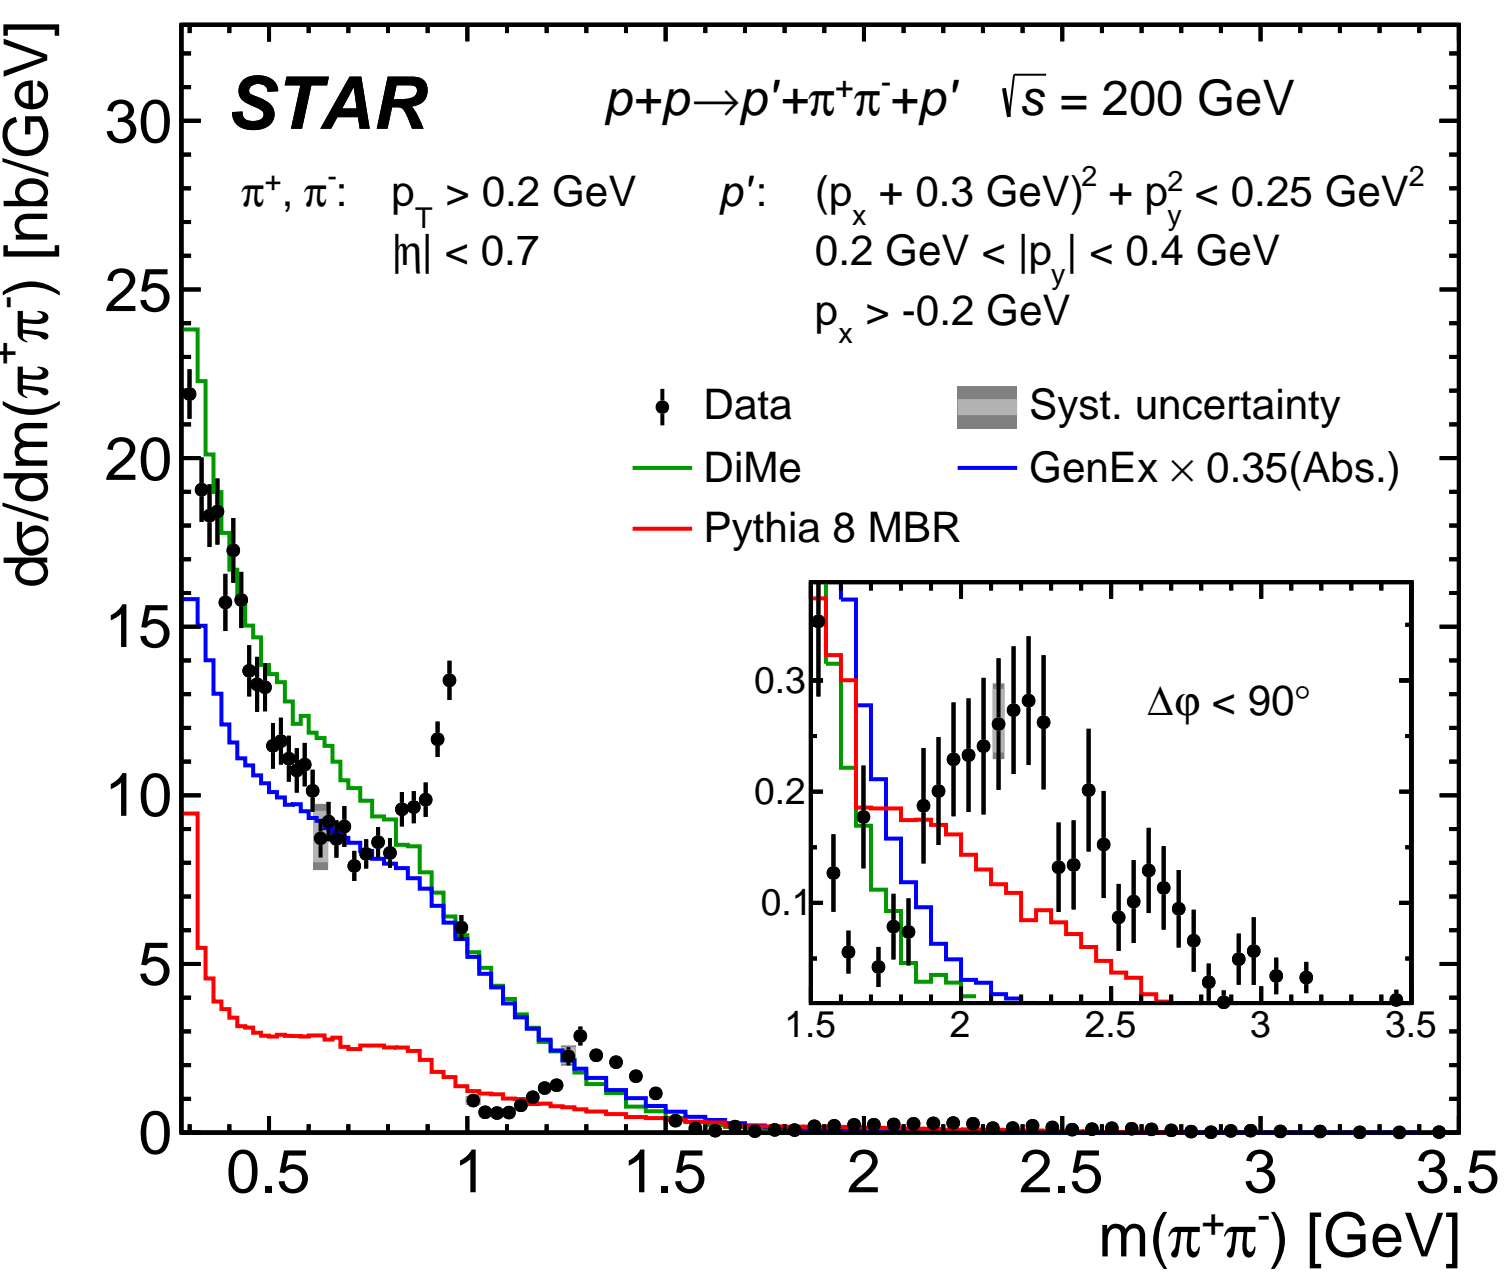 dσ/dm(π⁺π⁻) [nb/GeV]
STAR p+p→p′+π⁺π⁻+p′ √s = 200 GeV
π⁺, π⁻: p_T > 0.2 GeV p′: (p_x + 0.3 GeV)² + p_y² < 0.25 GeV²
|η| < 0.7 0.2 GeV < |p_y| < 0.4 GeV
p_x > -0.2 GeV
Data Syst. uncertainty
DiMe GenEx × 0.35(Abs.)
Pythia 8 MBR
30
25
20
15
10
5
0
0.5 1 1.5 2 2.5 3 3.5
m(π⁺π⁻) [GeV]
Δφ < 90°
0.3
0.2
0.1
1.5 2 2.5 3 3.5